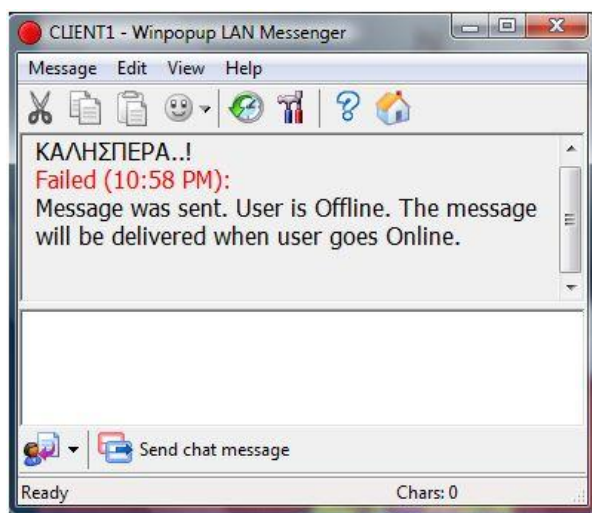 CLIENT1 - Winpopup LAN Messenger
Message Edit View Help
ΚΑΛΗΣΠΕΡΑ..!
Failed (10:58 PM):
Message was sent. User is Offline. The message
will be delivered when user goes Online.
Send chat message
Ready Chars: 0